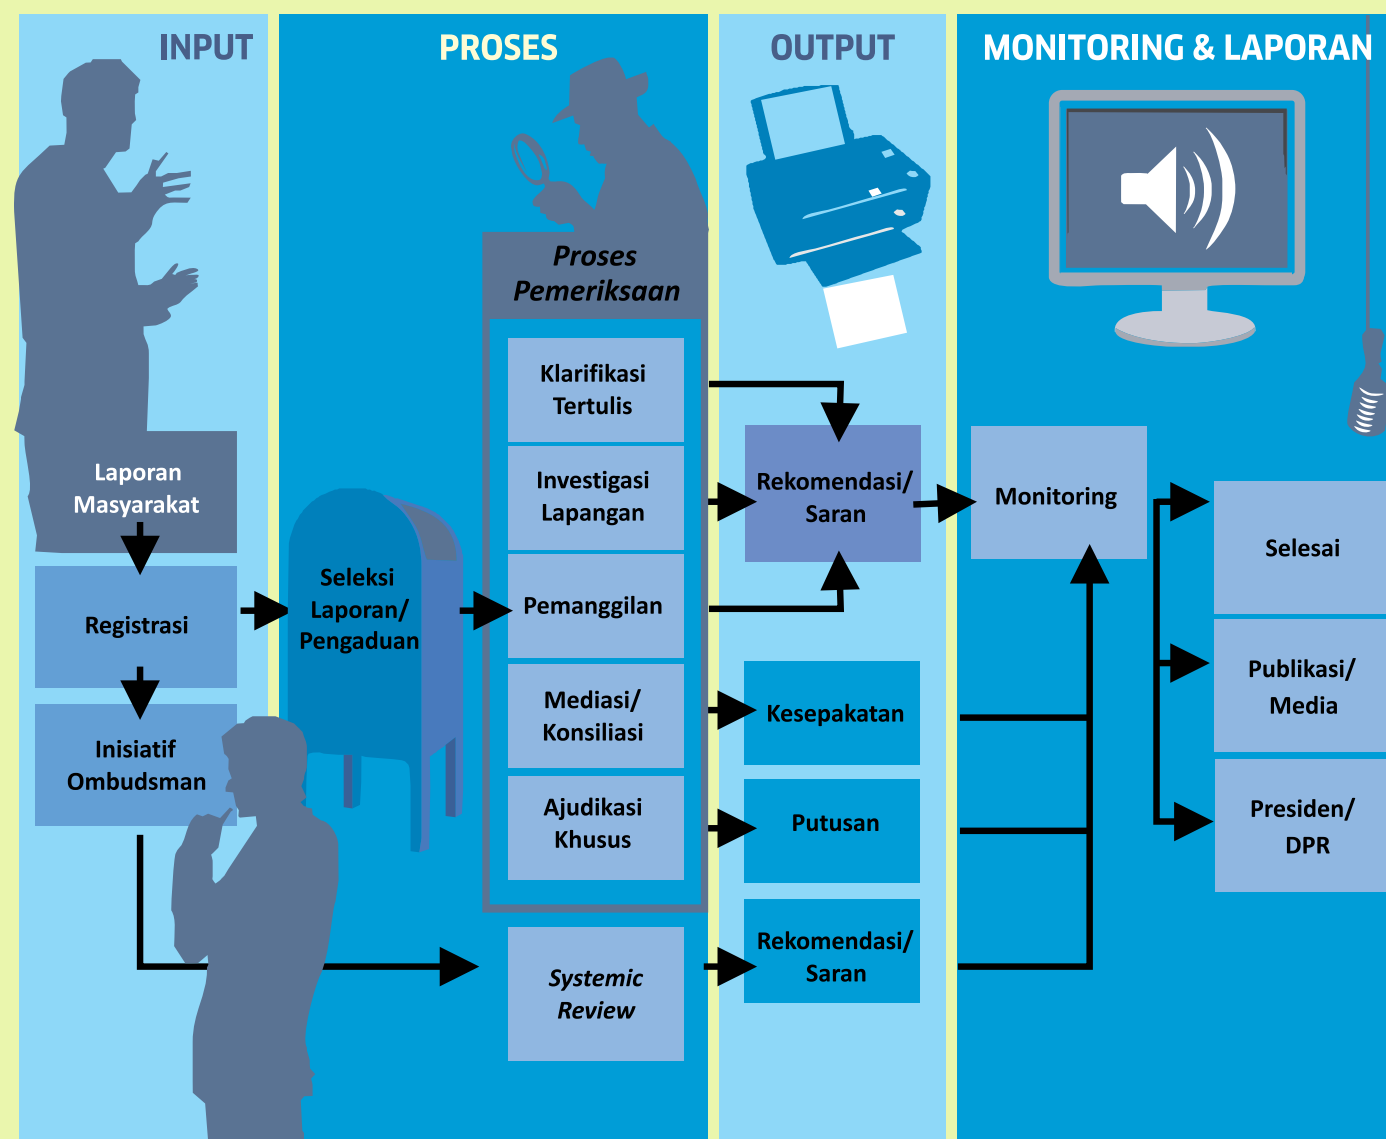 INPUT
PROSES
OUTPUT
MONITORING & LAPORAN
Laporan
Masyarakat
Registrasi
Inisiatif
Ombudsman
Seleksi
Laporan/
Pengaduan
Proses
Pemeriksaan
Klarifikasi
Tertulis
Investigasi
Lapangan
Pemanggilan
Mediasi/
Konsiliasi
Ajudikasi
Khusus
Systemic
Review
Rekomendasi/
Saran
Kesepakatan
Putusan
Rekomendasi/
Saran
Monitoring
Selesai
Publikasi/
Media
Presiden/
DPR